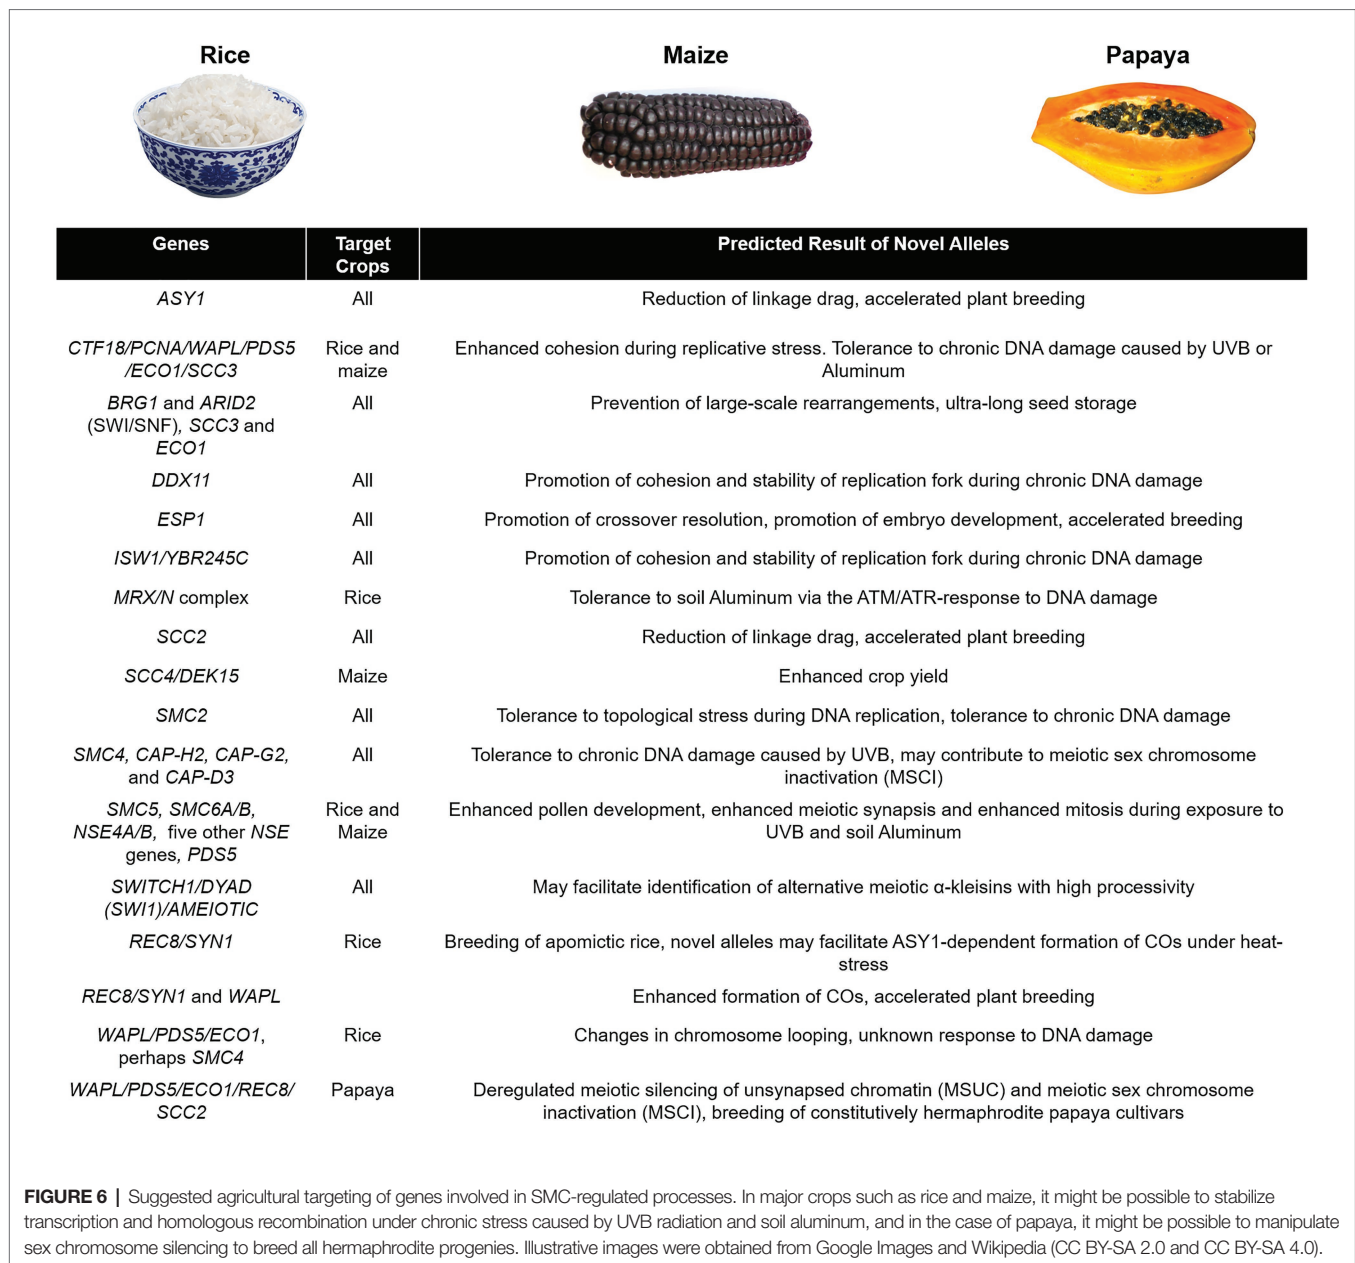 Rice
Maize
Papaya
Genes
Target
Crops
Predicted Result of Novel Alleles
ASY1
All
Reduction of linkage drag, accelerated plant breeding
CTF18/PCNA/WAPL/PDS5
/ECO1/SCC3
Rice and
maize
Enhanced cohesion during replicative stress. Tolerance to chronic DNA damage caused by UVB or
Aluminum
BRG1 and ARID2
(SWI/SNF), SCC3 and
ECO1
All
Prevention of large-scale rearrangements, ultra-long seed storage
DDX11
All
Promotion of cohesion and stability of replication fork during chronic DNA damage
ESP1
All
Promotion of crossover resolution, promotion of embryo development, accelerated breeding
ISW1/YBR245C
All
Promotion of cohesion and stability of replication fork during chronic DNA damage
MRX/N complex
Rice
Tolerance to soil Aluminum via the ATM/ATR-response to DNA damage
SCC2
All
Reduction of linkage drag, accelerated plant breeding
SCC4/DEK15
Maize
Enhanced crop yield
SMC2
All
Tolerance to topological stress during DNA replication, tolerance to chronic DNA damage
SMC4, CAP-H2, CAP-G2,
and CAP-D3
All
Tolerance to chronic DNA damage caused by UVB, may contribute to meiotic sex chromosome
inactivation (MSCI)
SMC5, SMC6A/B,
NSE4A/B, five other NSE
genes, PDS5
Rice and
Maize
Enhanced pollen development, enhanced meiotic synapsis and enhanced mitosis during exposure to
UVB and soil Aluminum
SWITCH1/DYAD
(SWI1)/AMEIOTIC
All
May facilitate identification of alternative meiotic α-kleisins with high processivity
REC8/SYN1
Rice
Breeding of apomictic rice, novel alleles may facilitate ASY1-dependent formation of COs under heat-
stress
REC8/SYN1 and WAPL
Enhanced formation of COs, accelerated plant breeding
WAPL/PDS5/ECO1,
perhaps SMC4
Rice
Changes in chromosome looping, unknown response to DNA damage
WAPL/PDS5/ECO1/REC8/
SCC2
Papaya
Deregulated meiotic silencing of unsynapsed chromatin (MSUC) and meiotic sex chromosome
inactivation (MSCI), breeding of constitutively hermaphrodite papaya cultivars
FIGURE 6 | Suggested agricultural targeting of genes involved in SMC-regulated processes. In major crops such as rice and maize, it might be possible to stabilize
transcription and homologous recombination under chronic stress caused by UVB radiation and soil aluminum, and in the case of papaya, it might be possible to manipulate
sex chromosome silencing to breed all hermaphrodite progenies. Illustrative images were obtained from Google Images and Wikipedia (CC BY-SA 2.0 and CC BY-SA 4.0).